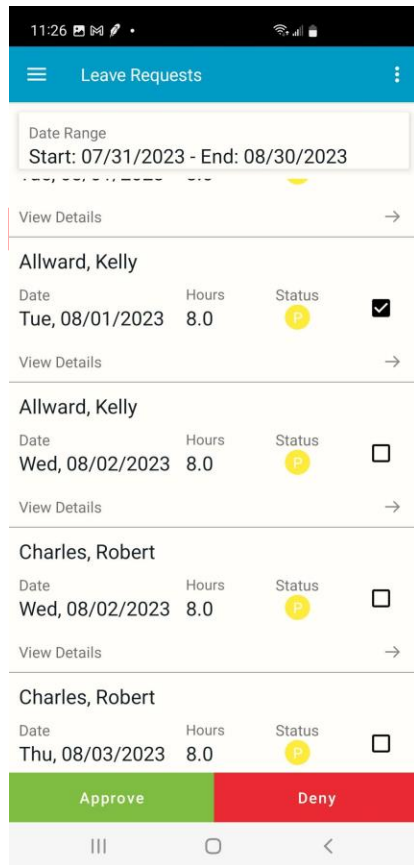 11:26
Leave Requests
Date Range
Start: 07/31/2023 - End: 08/30/2023
View Details
Allward, Kelly
Date Hours Status
Tue, 08/01/2023 8.0 P
View Details
Allward, Kelly
Date Hours Status
Wed, 08/02/2023 8.0 P
View Details
Charles, Robert
Date Hours Status
Wed, 08/02/2023 8.0 P
View Details
Charles, Robert
Date Hours Status
Thu, 08/03/2023 8.0 P
Approve Deny